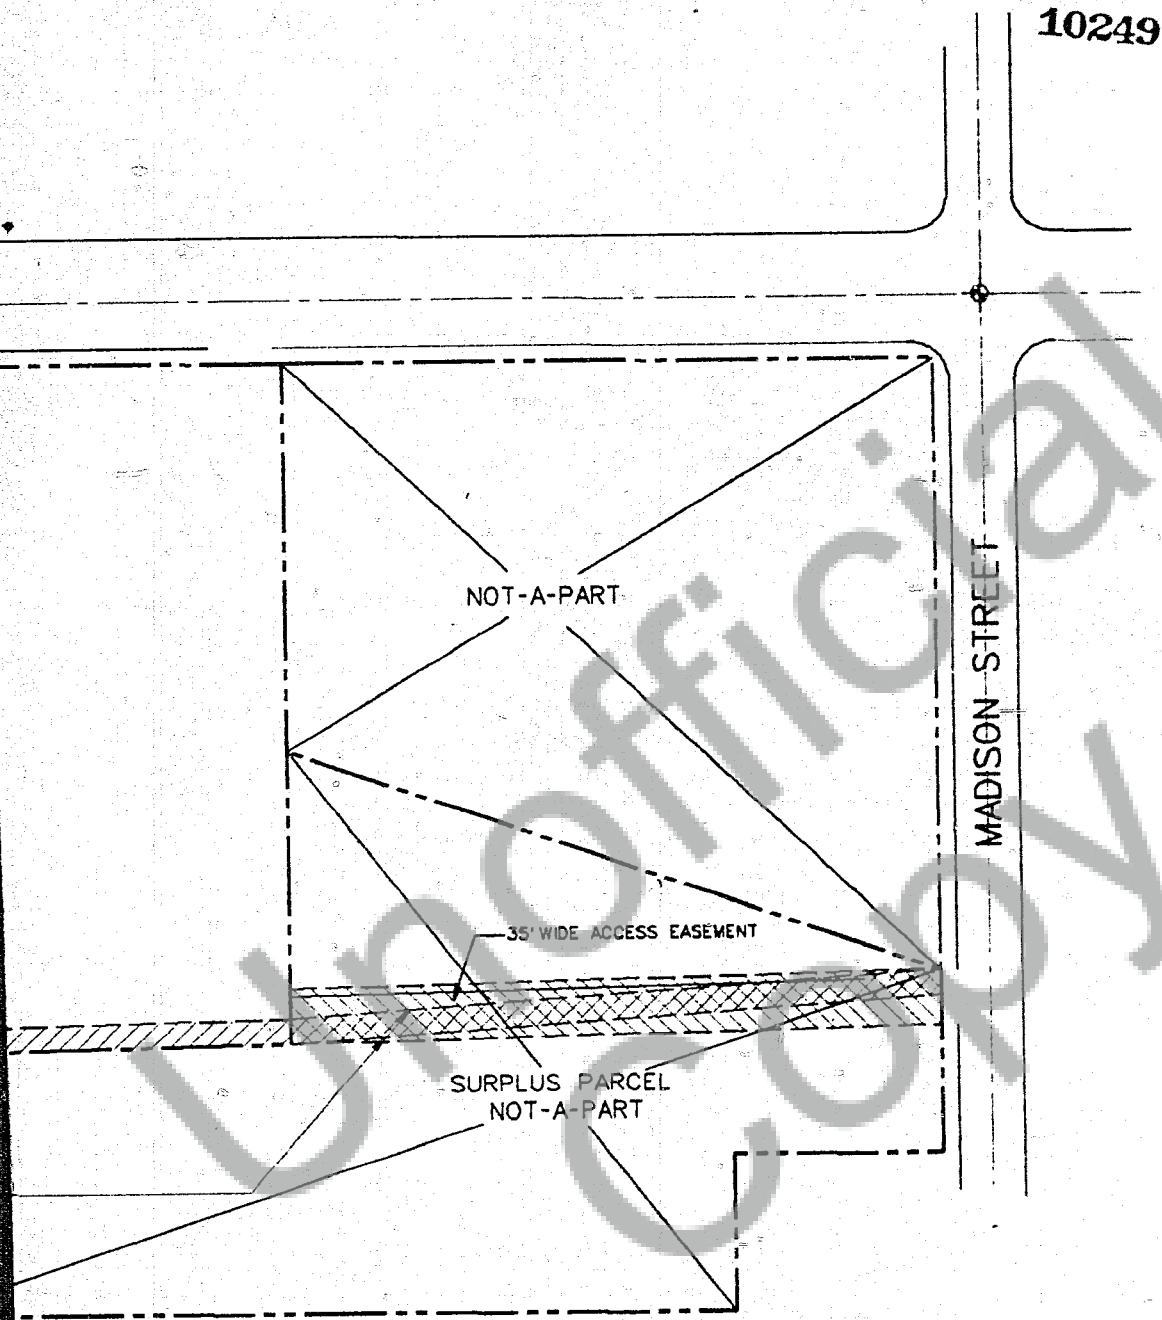 10249
NOT-A-PART
MADISON STREET
35' WIDE ACCESS EASEMENT
SURPLUS PARCEL
NOT-A-PART
Unofficial
Copy